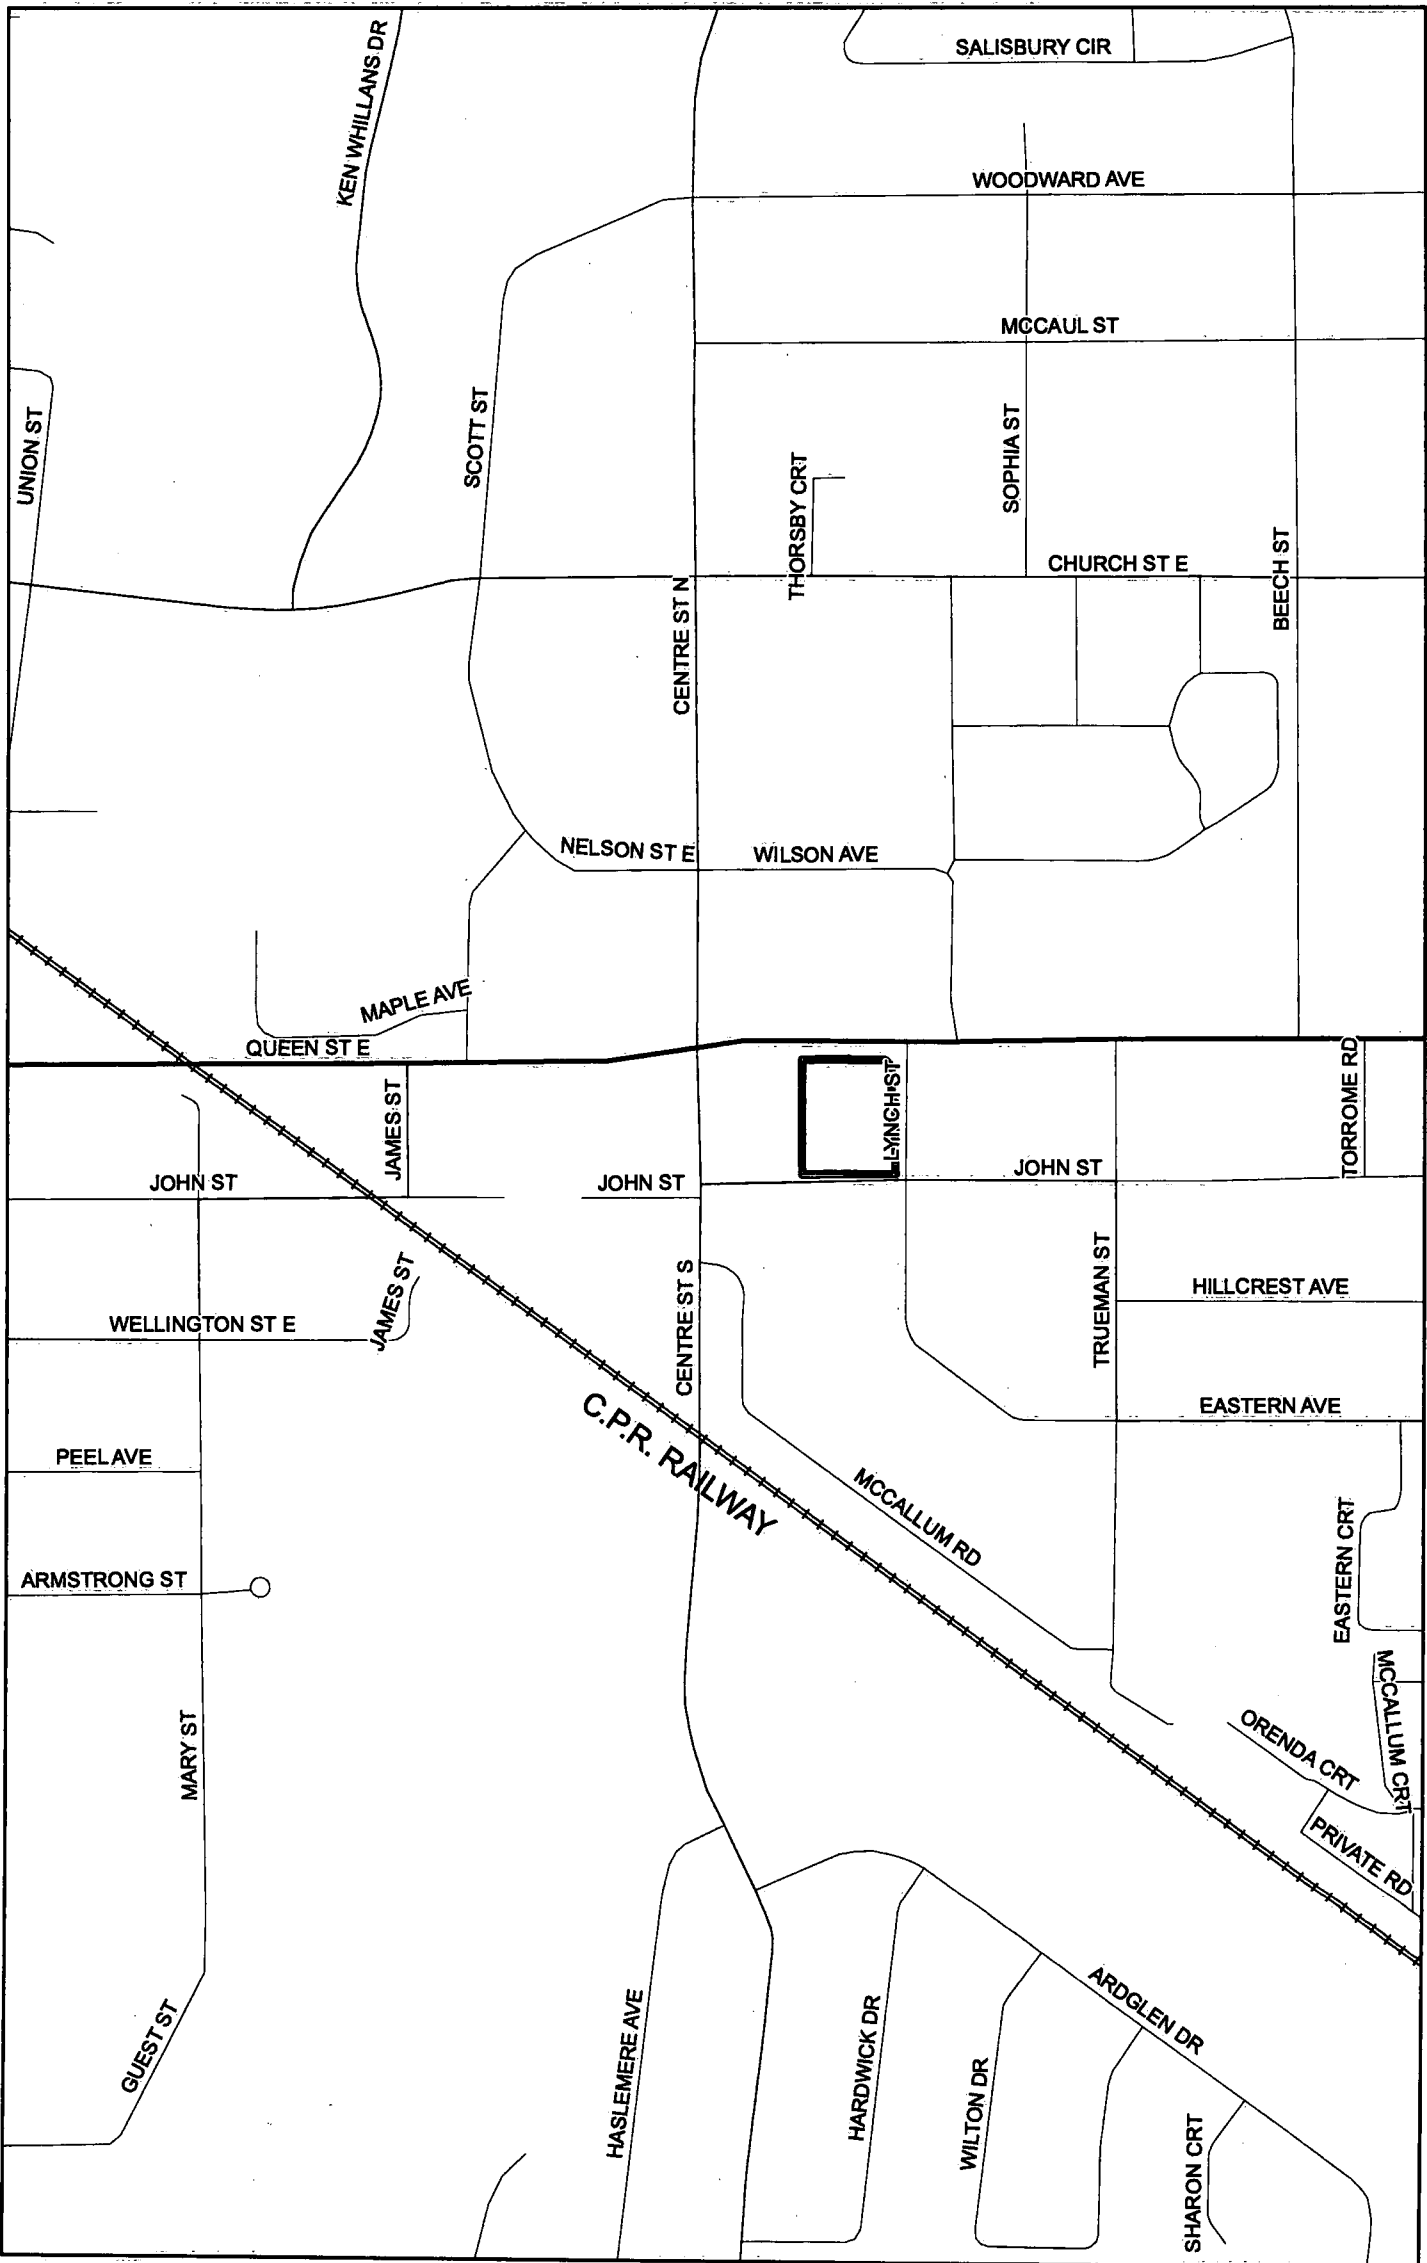 KEN WHILLANS DR
SALISBURY CIR
WOODWARD AVE
MCCAUL ST
UNION ST
SCOTT ST
SOPHIA ST
THORSBY CRT
CHURCH ST E
BEECH ST
CENTRE ST N
NELSON ST E
WILSON AVE
MAPLE AVE
QUEEN ST E
JAMES ST
LYNCH ST
TORROME RD
JOHN ST
JOHN ST
JOHN ST
JAMES ST
WELLINGTON ST E
CENTRE ST S
TRUEMAN ST
HILLCREST AVE
EASTERN AVE
C.P.R. RAILWAY
PEEL AVE
MCCALLUM RD
EASTERN CRT
ARMSTRONG ST
MCCALLUM CRT
MARY ST
ORENDA CRT
PRIVATE RD
GUEST ST
HASLEMERE AVE
HARDWICK DR
WILTON DR
ARDGLEN DR
SHARON CRT